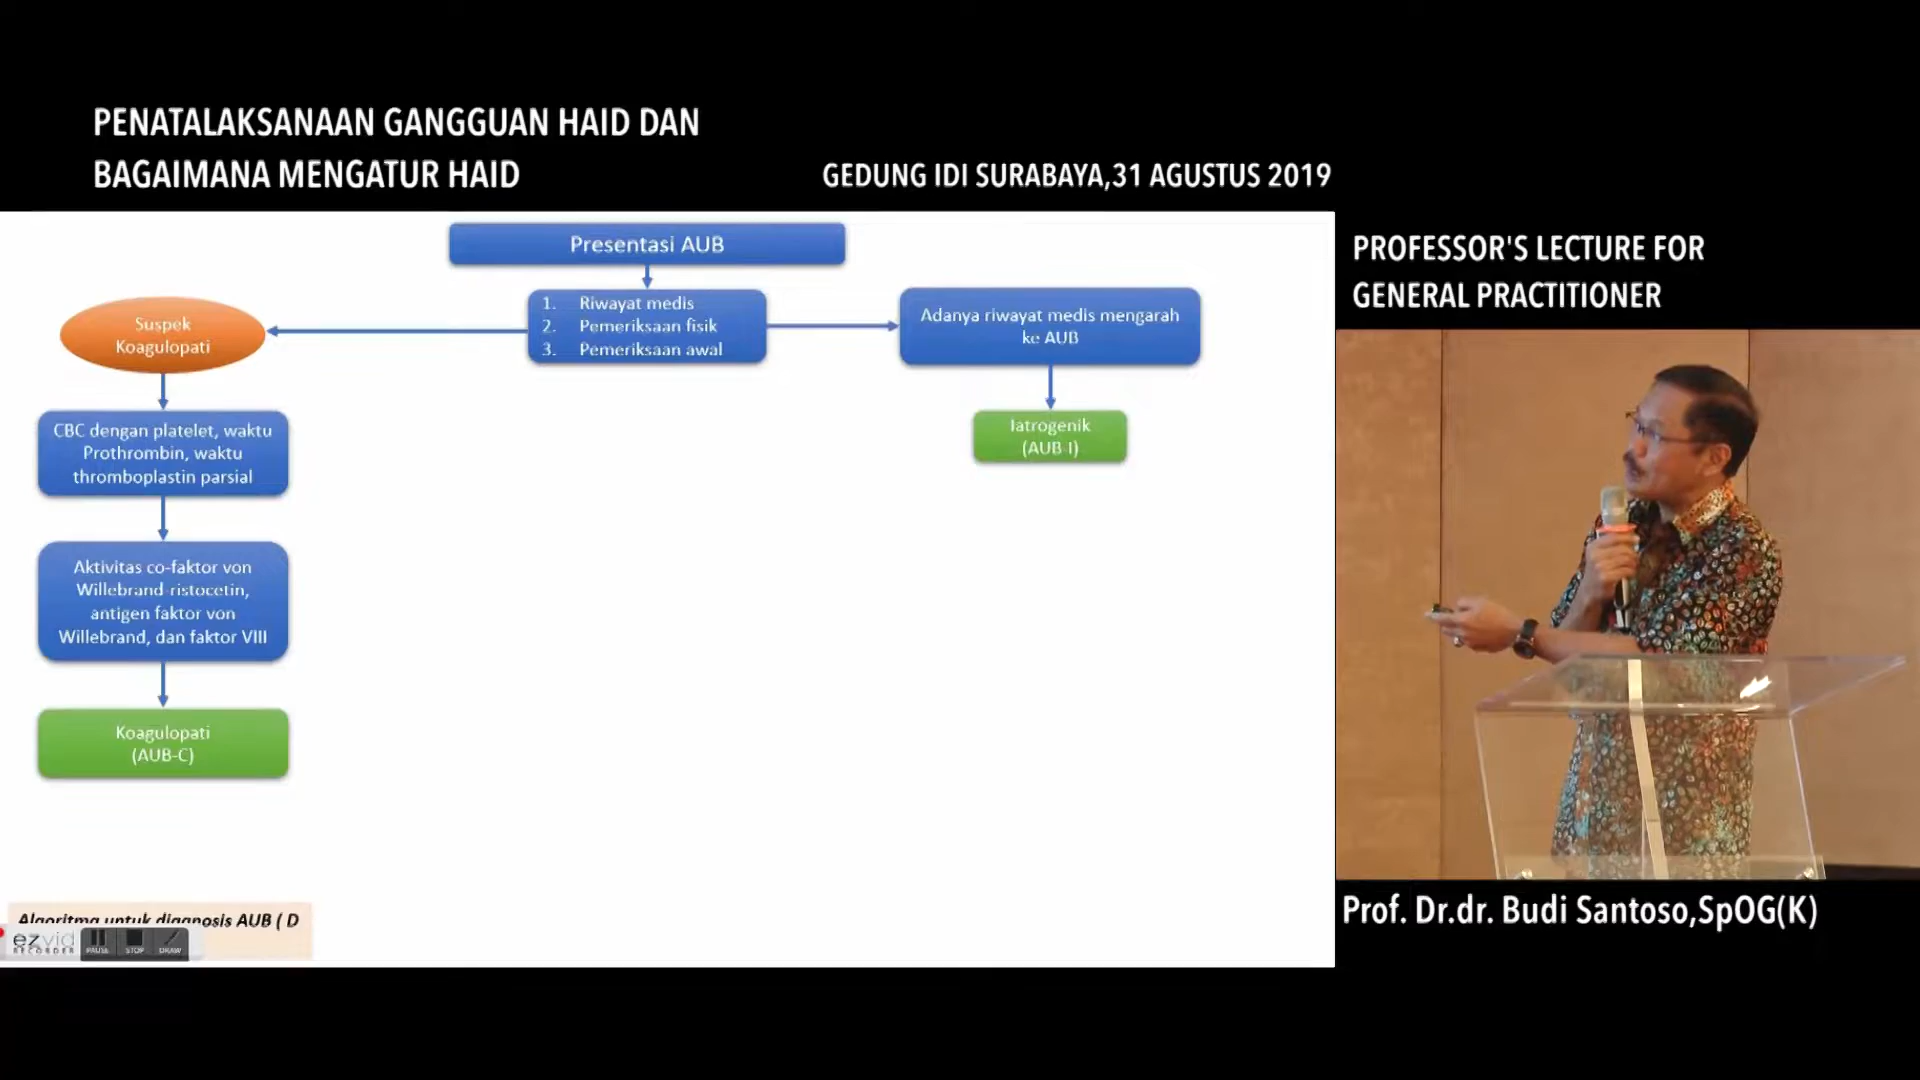 PENATALAKSANAAN GANGGUAN HAID DAN
BAGAIMANA MENGATUR HAID
GEDUNG IDI SURABAYA,31 AGUSTUS 2019
PROFESSOR'S LECTURE FOR
GENERAL PRACTITIONER
Presentasi AUB
1. Riwayat medis
2. Pemeriksaan fisik
3. Pemeriksaan awal
Adanya riwayat medis mengarah
ke AUB
Iatrogenik
(AUB-I)
Suspek
Koagulopati
CBC dengan platelet, waktu
Prothrombin, waktu
thromboplastin parsial
Aktivitas co-faktor von
Willebrand-ristocetin,
antigen faktor von
Willebrand, dan faktor VIII
Koagulopati
(AUB-C)
Algoritma untuk diagnosis AUB ( D
ezvid
RECORDER
PAUSE
STOP
DRAW
Prof. Dr.dr. Budi Santoso,SpOG(K)